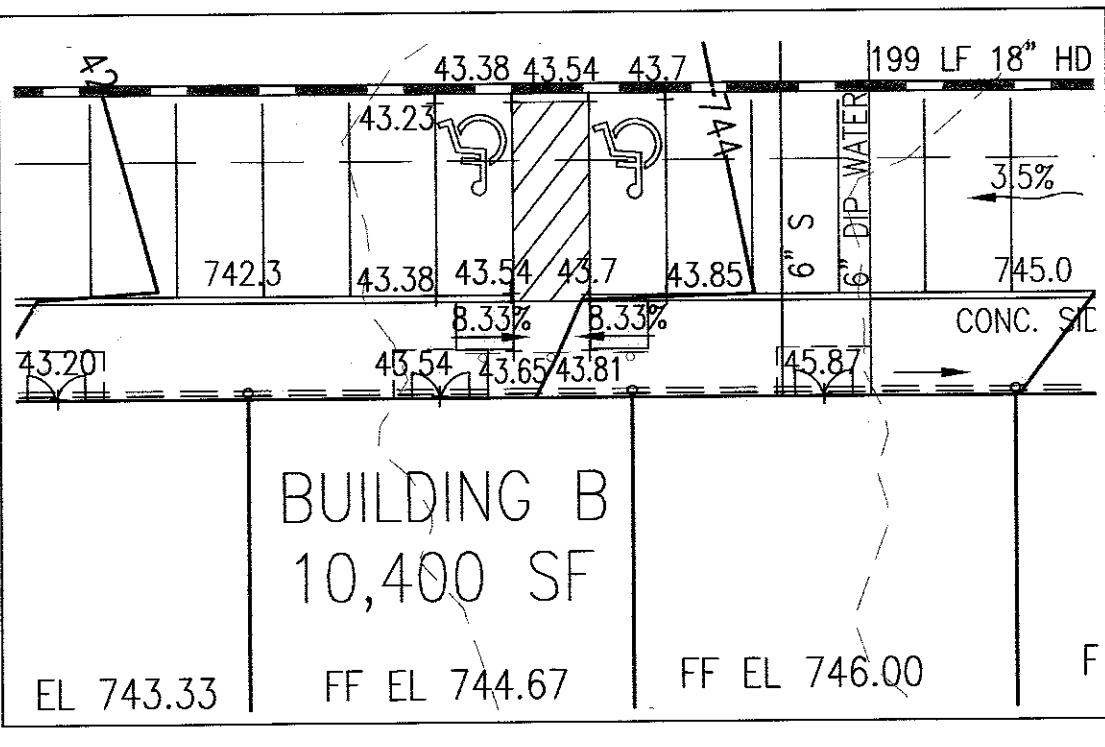 199 LF 18" HD
43.38 43.54 43.7
42
43.23
744
6" S
6" DIP WATER
3.5%
742.3
43.38
43.54
43.7
43.85
745.0
8.33%
8.33%
CONC. SID
43.20
43.54
43.65
43.81
45.87
BUILDING B
10,400 SF
EL 743.33
FF EL 744.67
FF EL 746.00
F